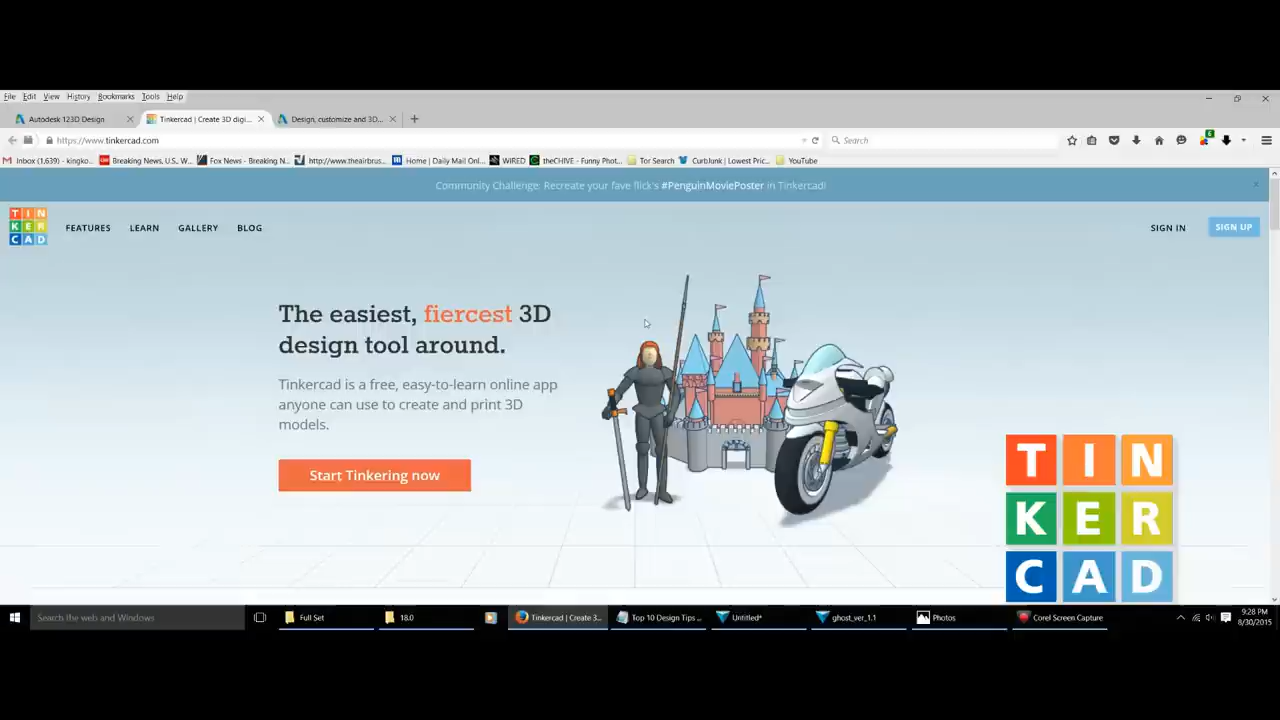 File Edit View History Bookmarks Tools Help
Autodesk 123D Design
Tinkercad | Create 3D digi...
Design, customize and 3D...
https://www.tinkercad.com
Search
Inbox (1,639) - kingko...
Breaking News, U.S., W...
Fox News - Breaking N...
http://www.theairbrus...
Home | Daily Mail Onl...
WIRED
theCHIVE - Funny Phot...
Tor Search
CurbJunk | Lowest Pric...
YouTube
Community Challenge: Recreate your fave flick's #PenguinMoviePoster in Tinkercad!
TIN
KER
CAD
FEATURES LEARN GALLERY BLOG
SIGN IN SIGN UP
The easiest, fiercest 3D
design tool around.
Tinkercad is a free, easy-to-learn online app
anyone can use to create and print 3D
models.
Start Tinkering now
TIN
KER
CAD
Search the web and Windows
Full Set
18.0
Tinkercad | Create 3...
Top 10 Design Tips ...
Untitled*
ghost_ver_1.1
Photos
Corel Screen Capture
6
9:28 PM
8/30/2015